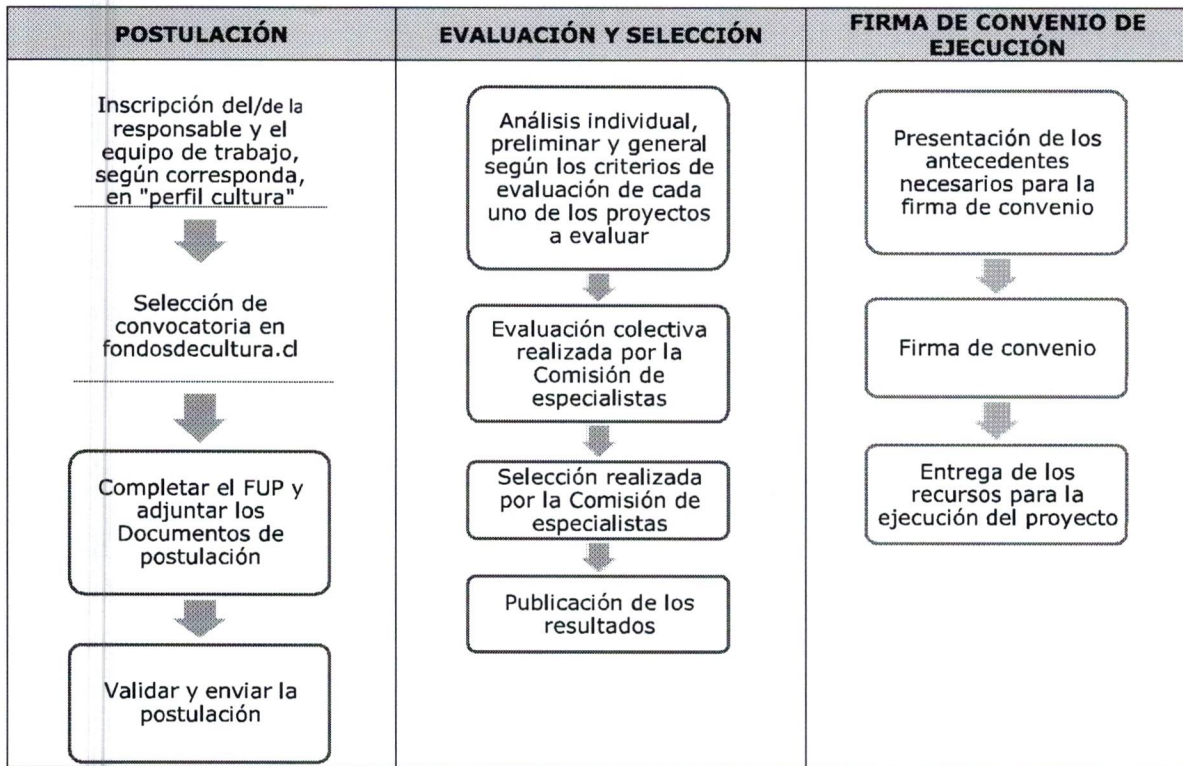 POSTULACIÓN
Inscripción del/de la
responsable y el
equipo de trabajo,
según corresponda,
en "perfil cultura"
Selección de
convocatoria en
fondosdecultura.cl
Completar el FUP y
adjuntar los
Documentos de
postulación
Validar y enviar la
postulación
EVALUACIÓN Y SELECCIÓN
Análisis individual,
preliminar y general
según los criterios de
evaluación de cada
uno de los proyectos
a evaluar
Evaluación colectiva
realizada por la
Comisión de
especialistas
Selección realizada
por la Comisión de
especialistas
Publicación de los
resultados
FIRMA DE CONVENIO DE
EJECUCIÓN
Presentación de los
antecedentes
necesarios para la
firma de convenio
Firma de convenio
Entrega de los
recursos para la
ejecución del proyecto